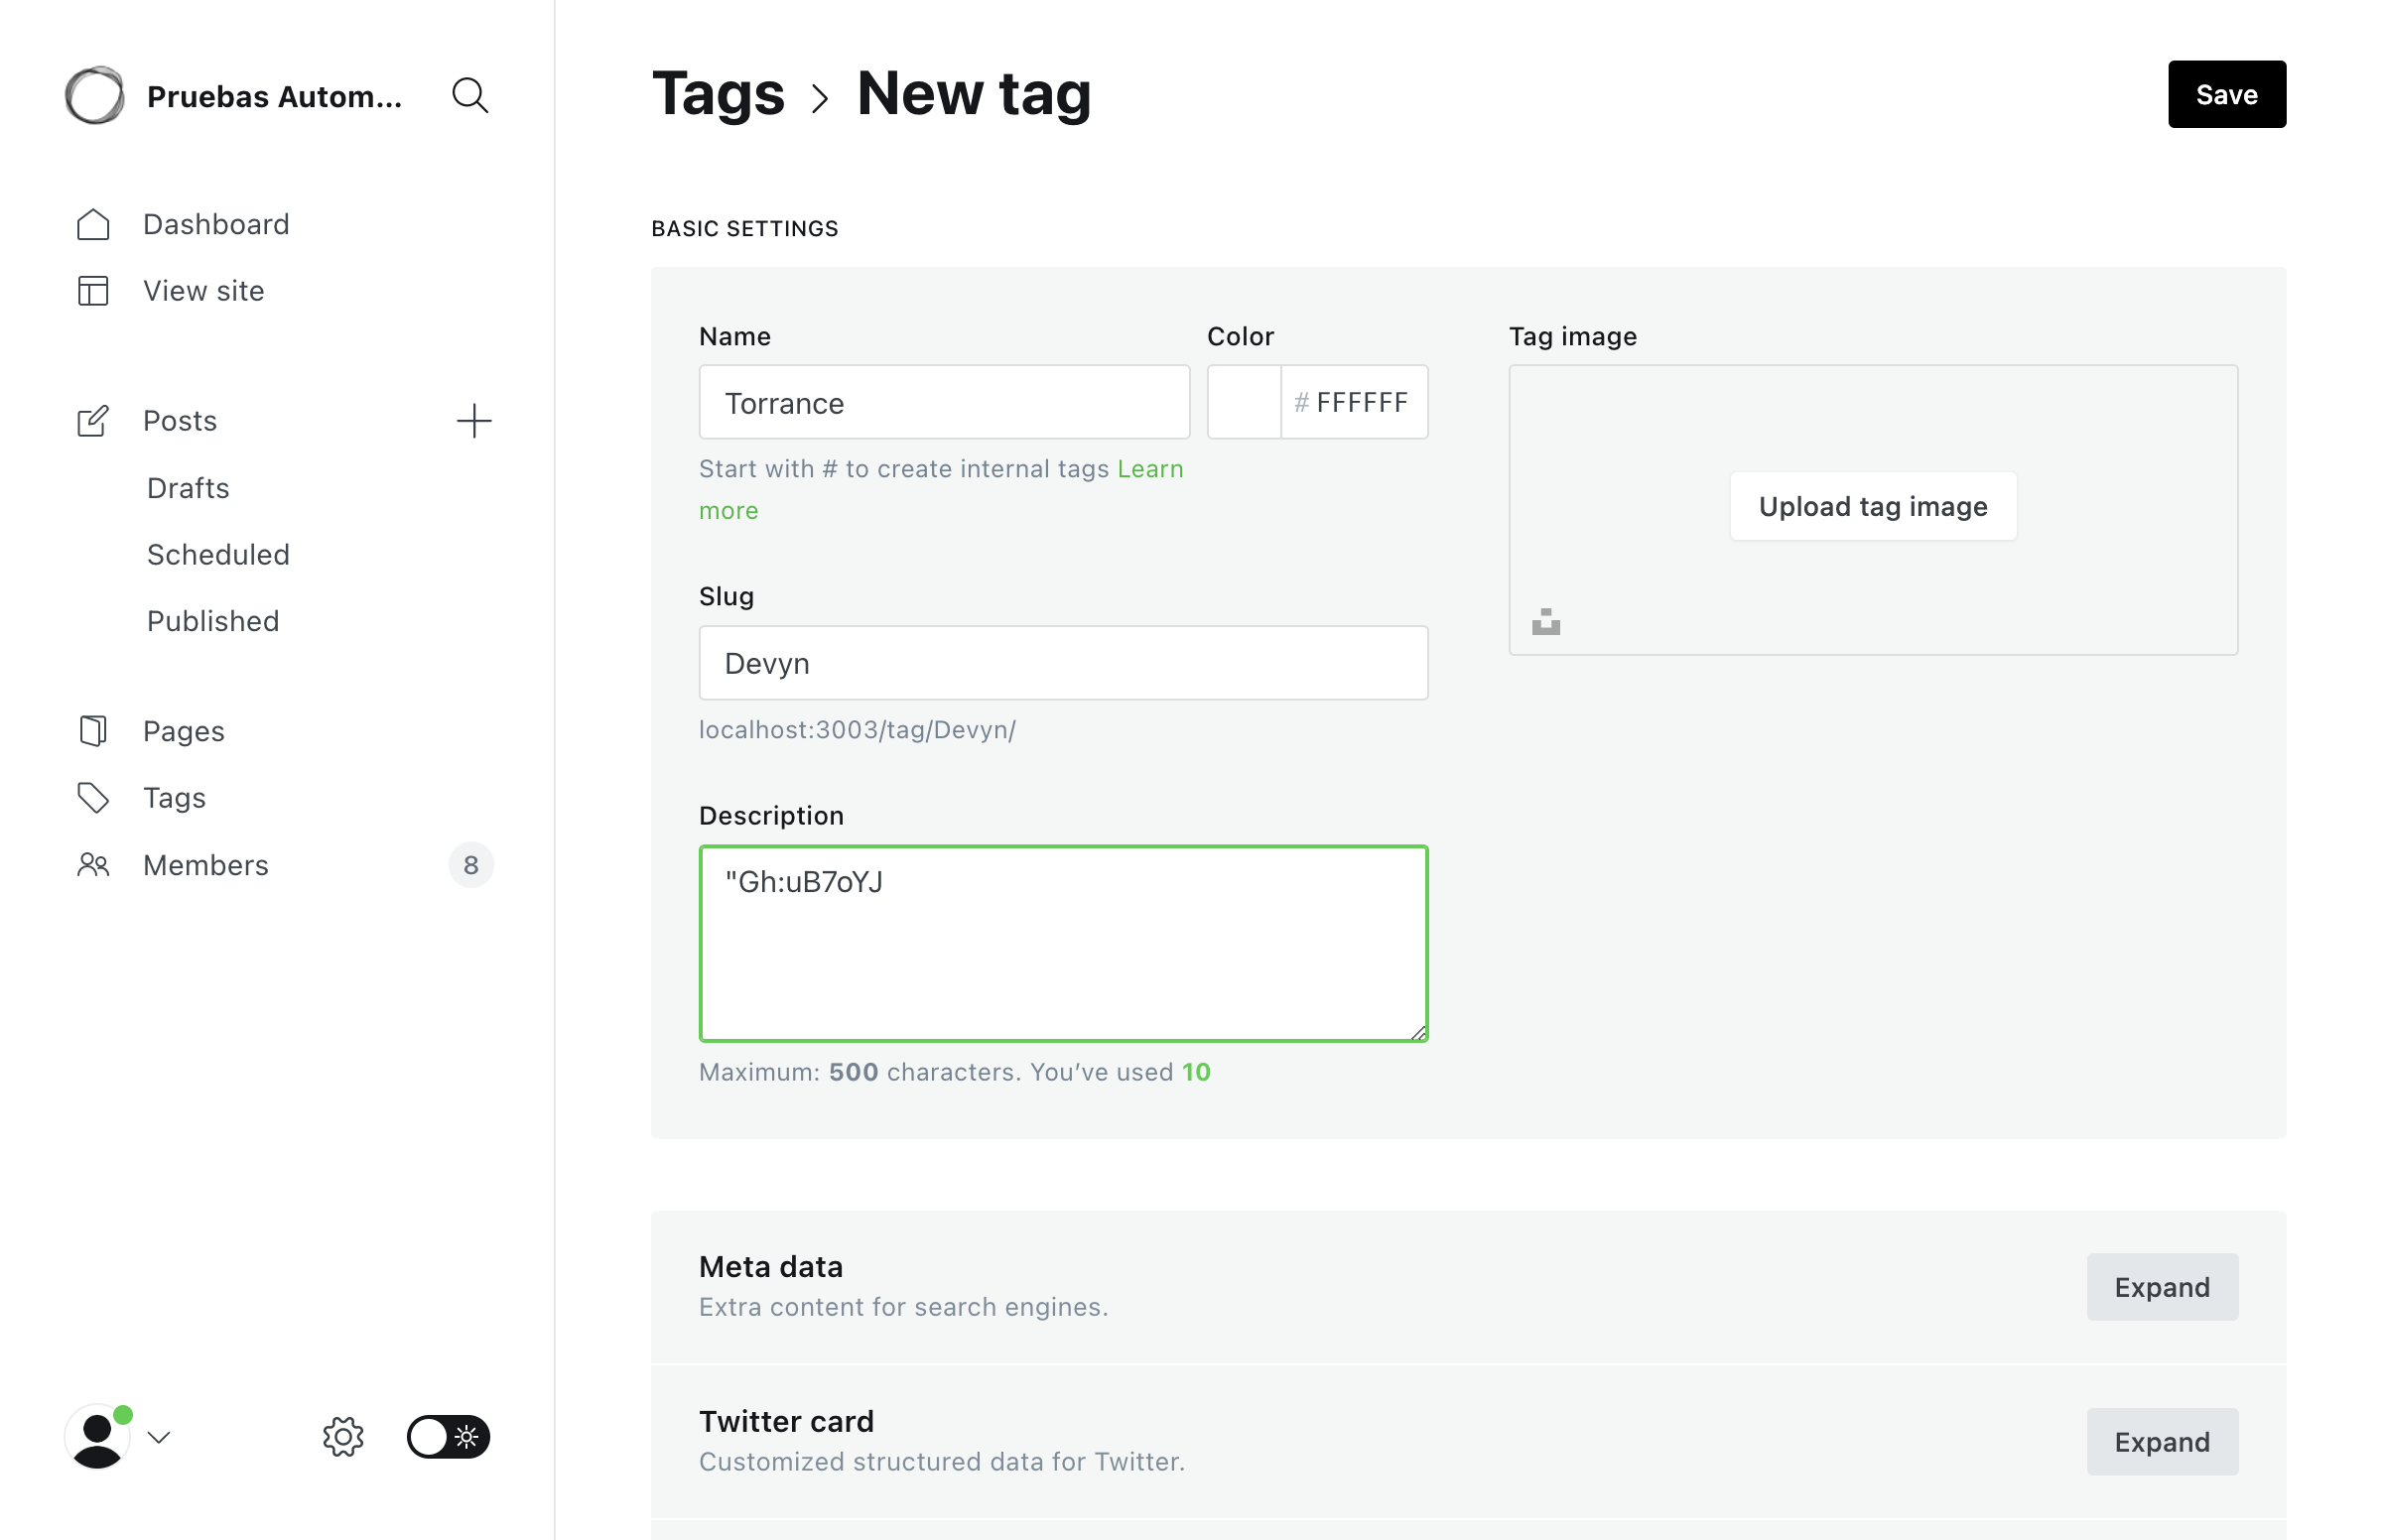 Pruebas Autom...
Dashboard
View site
Posts
Drafts
Scheduled
Published
Pages
Tags
Members
8
Tags > New tag
Save
BASIC SETTINGS
Name
Torrance
Start with # to create internal tags Learn
more
Color
# FFFFFF
Slug
Devyn
localhost:3003/tag/Devyn/
Description
"Gh:uB7oYJ
Maximum: 500 characters. You’ve used 10
Tag image
Upload tag image
Meta data
Extra content for search engines.
Expand
Twitter card
Customized structured data for Twitter.
Expand